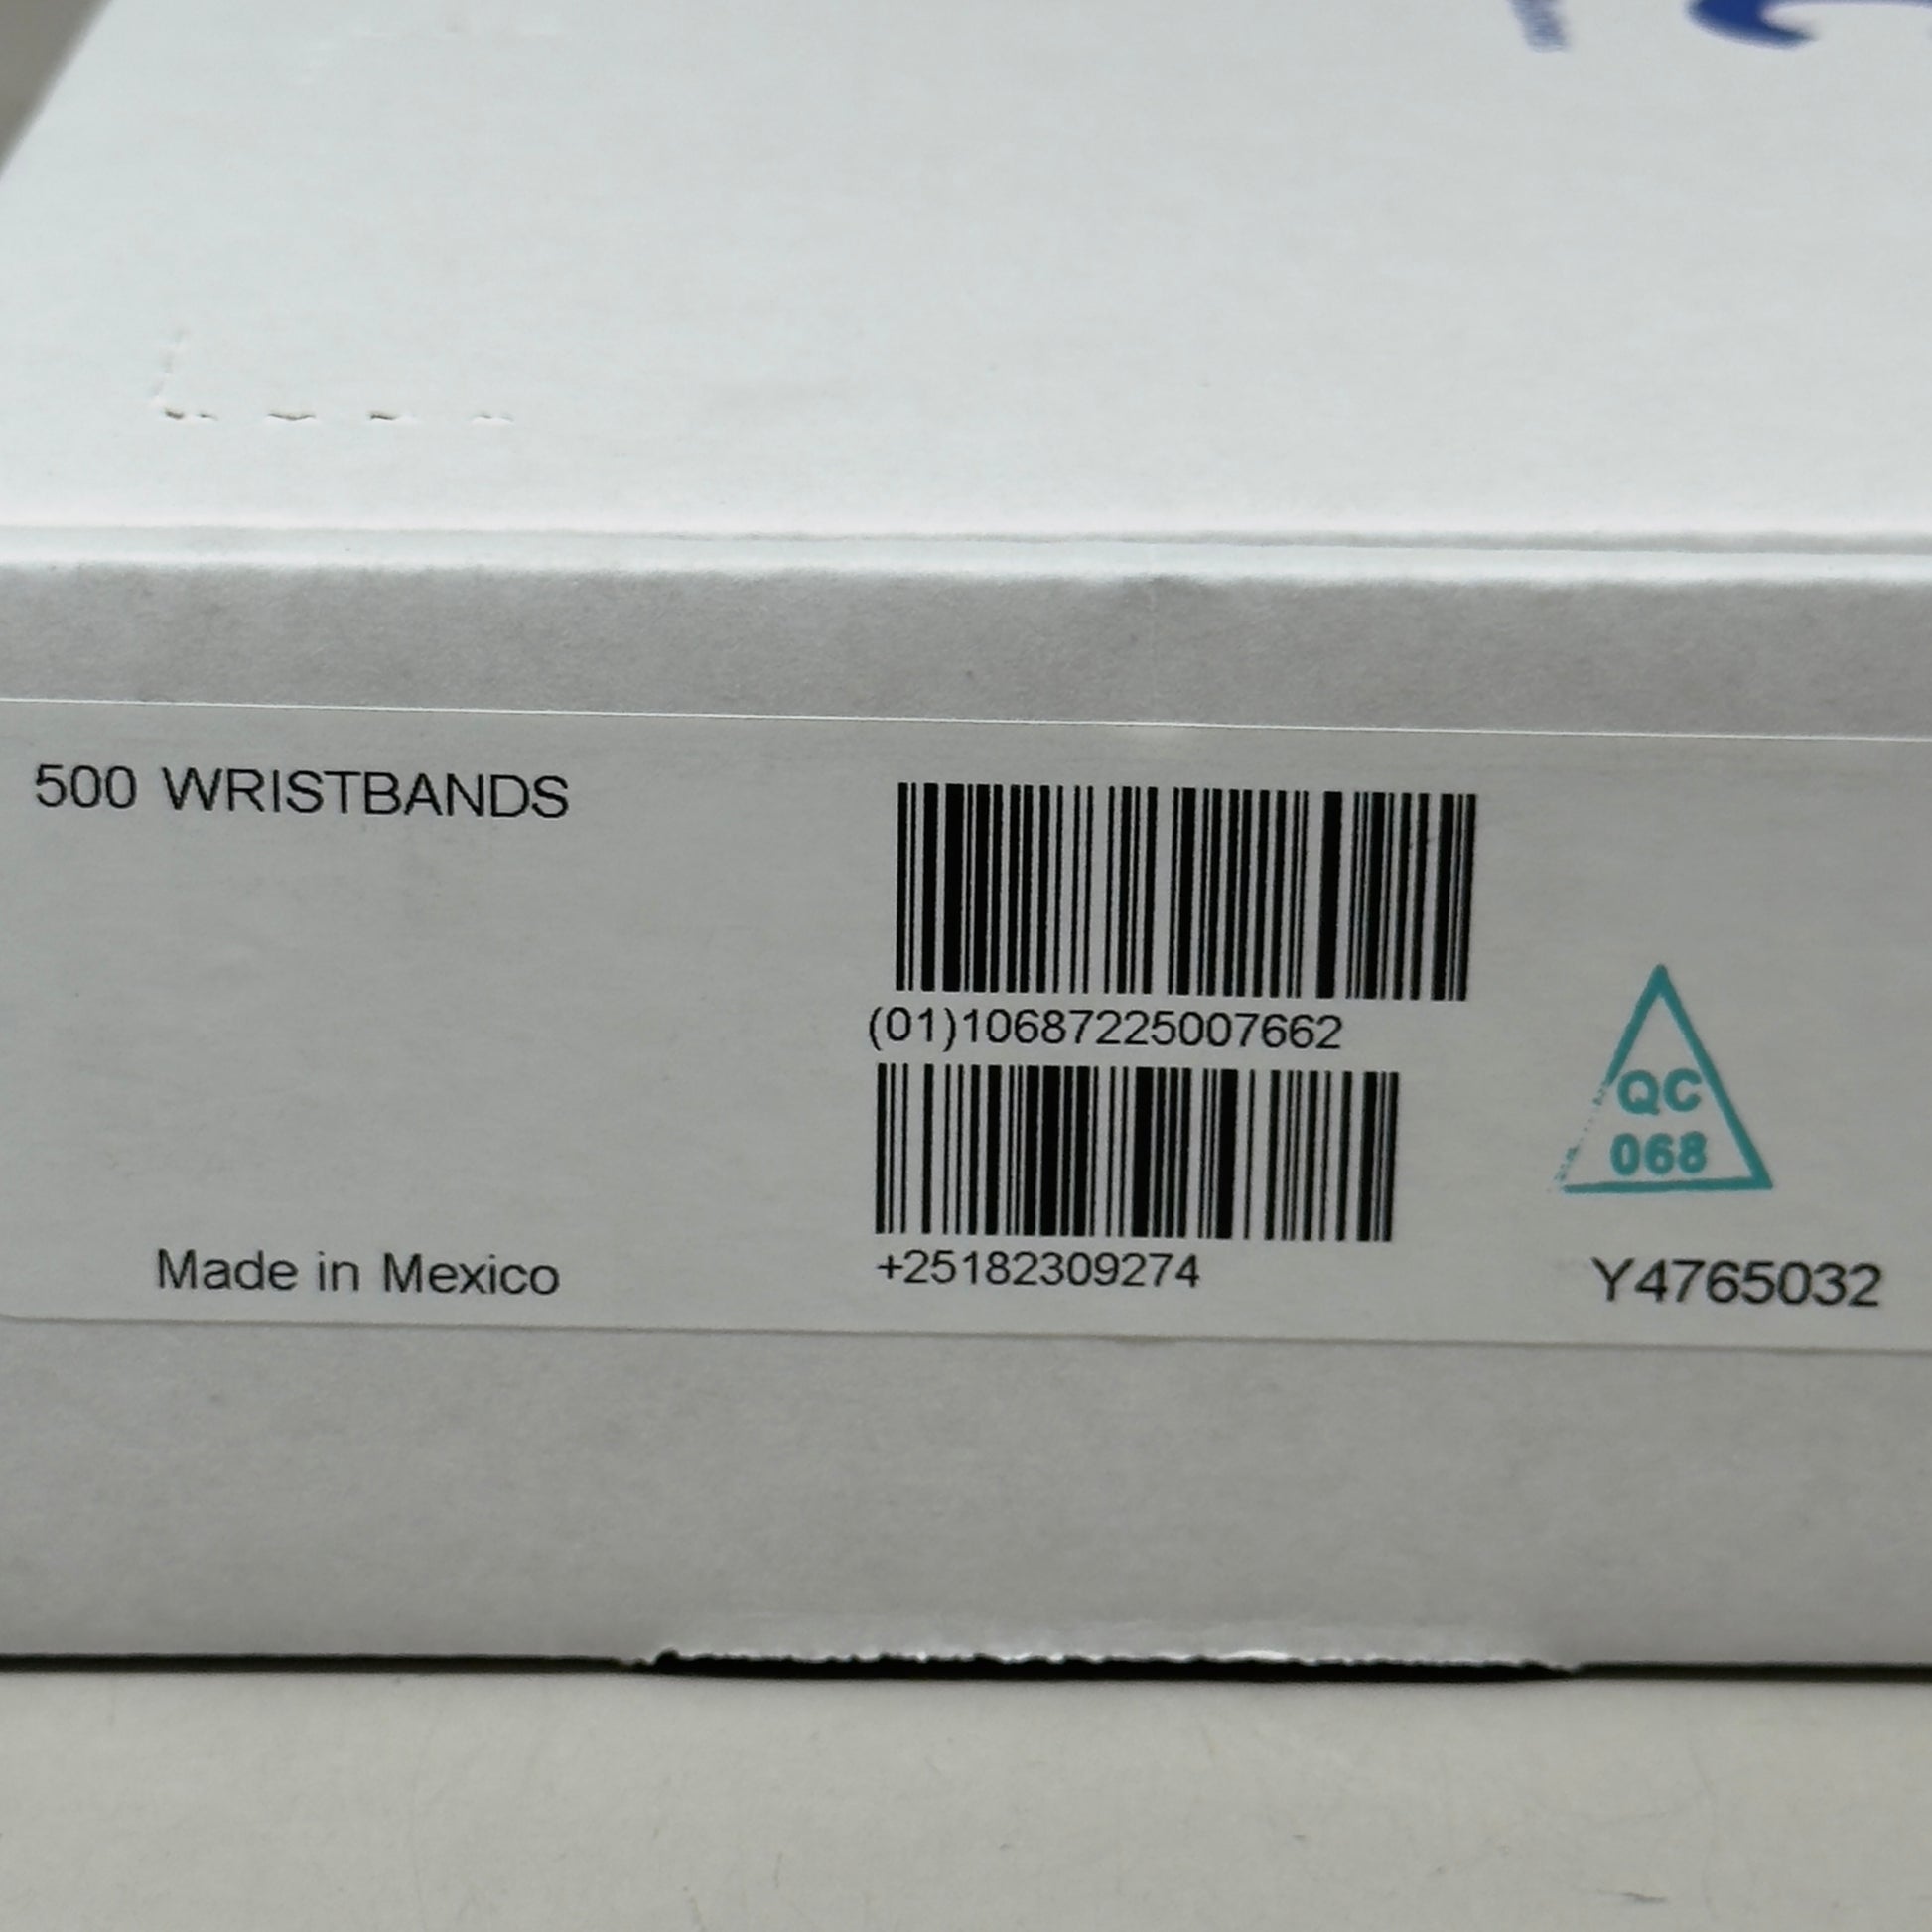 500 WRISTBANDS
(01)10687225007662
QC
068
Made in Mexico
+25182309274
Y4765032